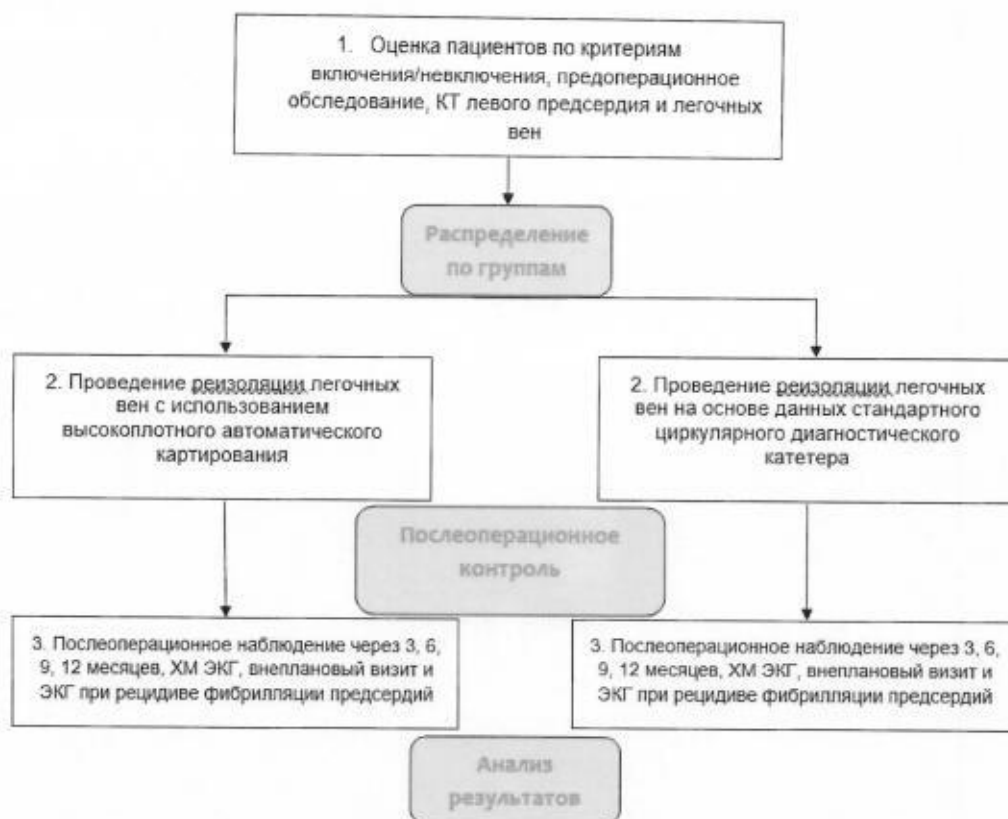 1. Оценка пациентов по критериям
включения/невключения, предоперационное
обследование, КТ левого предсердия и легочных
вен
Распределение
по группам
2. Проведение реизоляции легочных
вен с использованием
высокоплотного автоматического
картирования
2. Проведение реизоляции легочных
вен на основе данных стандартного
циркулярного диагностического
катетера
Послеоперационное
контроль
3. Послеоперационное наблюдение через 3, 6,
9, 12 месяцев, ХМ ЭКГ, внеплановый визит и
ЭКГ при рецидиве фибрилляции предсердий
3. Послеоперационное наблюдение через 3, 6,
9, 12 месяцев, ХМ ЭКГ, внеплановый визит и
ЭКГ при рецидиве фибрилляции предсердий
Анализ
результатов